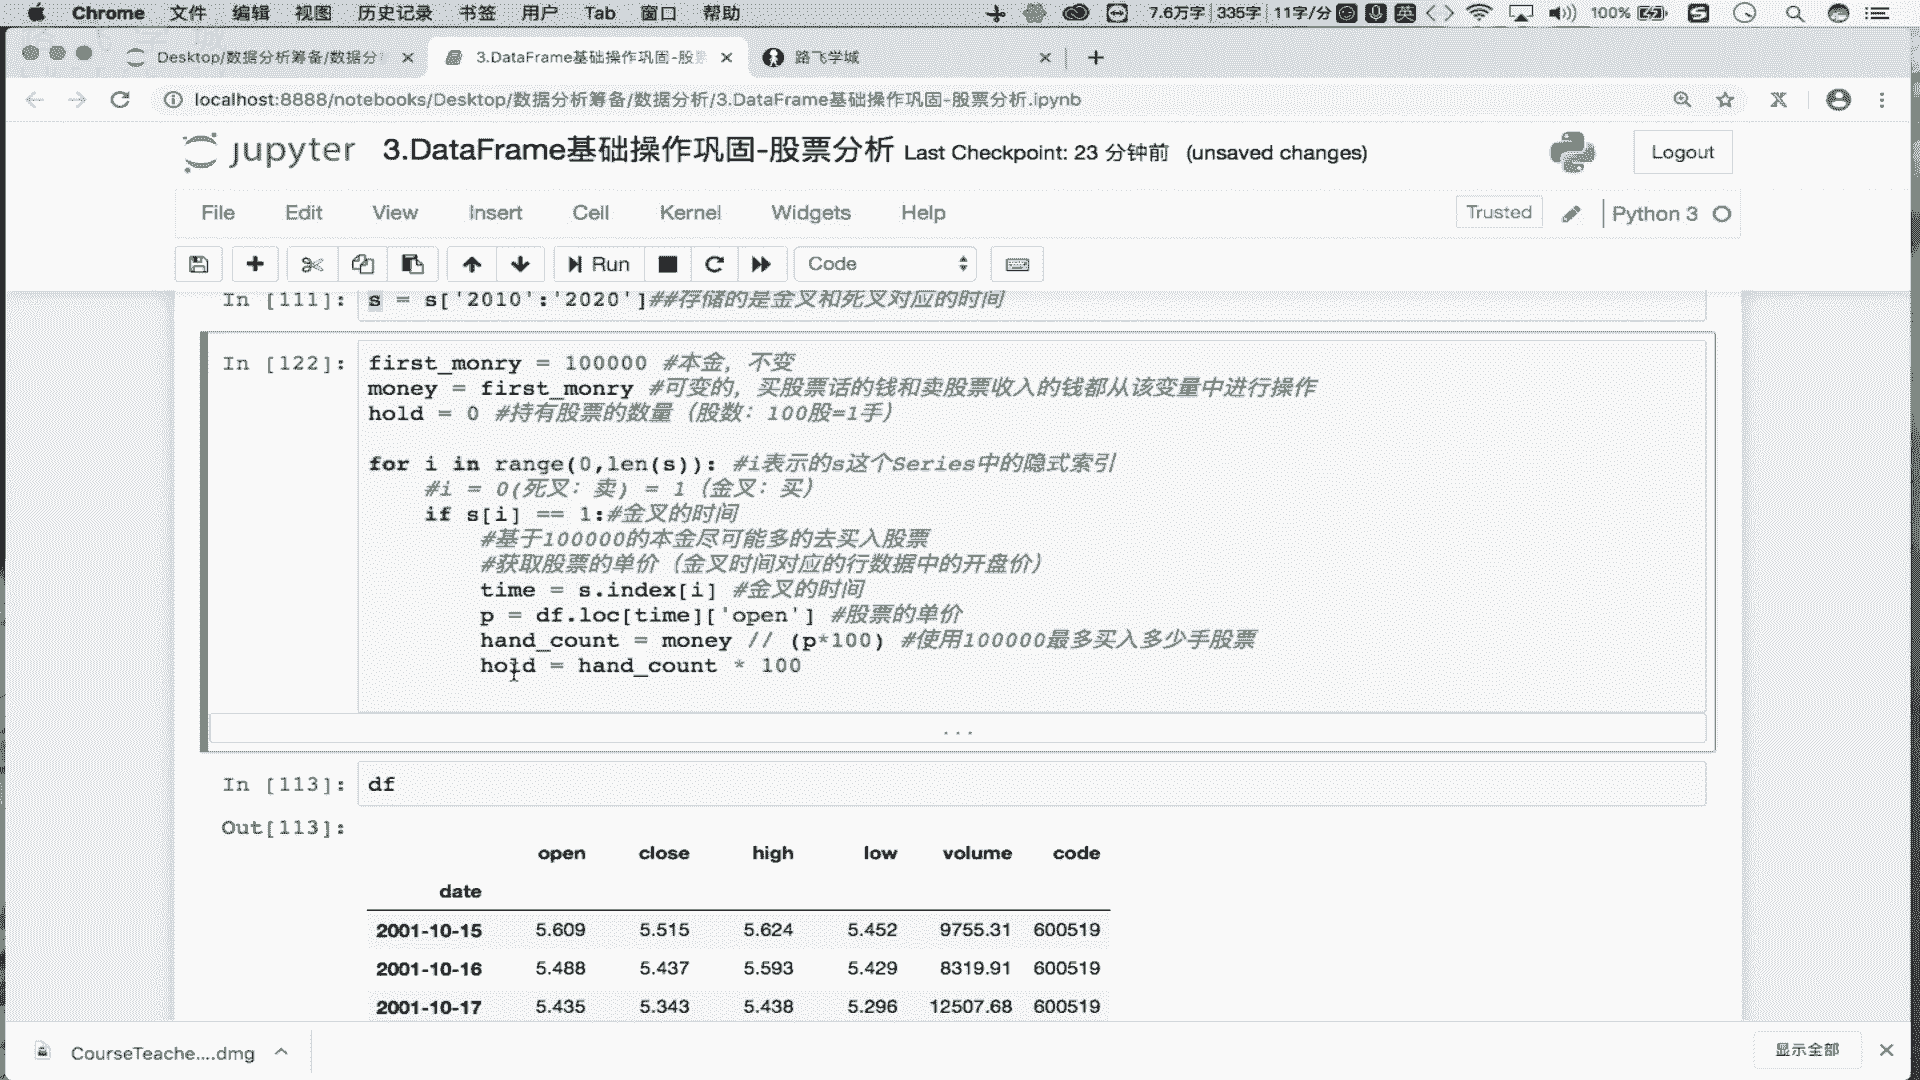 Chrome 文件 编辑 视图 历史记录 书签 用户 Tab 窗口 帮助 7.6万字 335字 11字/分 英 100%
Desktop/数据分析筹备/数据分 3.DataFrame基础操作巩固-股 路飞学城
localhost:8888/notebooks/Desktop/数据分析筹备/数据分析/3.DataFrame基础操作巩固-股票分析.ipynb
jupyter 3.DataFrame基础操作巩固-股票分析 Last Checkpoint: 23 分钟前 (unsaved changes) Logout
File Edit View Insert Cell Kernel Widgets Help Trusted Python 3
Run Code
In [111]: s = s['2010':'2020']##存储的是金叉和死叉对应的时间
In [122]: first_monry = 100000 #本金，不变
money = first_monry #可变的，买股票话的钱和卖股票收入的钱都从该变量中进行操作
hold = 0 #持有股票的数量（股数：100股=1手）
for i in range(0,len(s)): #i表示的s这个Series中的隐式索引
#i = 0(死叉：卖) = 1（金叉：买）
if s[i] == 1:#金叉的时间
#基于100000的本金尽可能多的去买入股票
#获取股票的单价（金叉时间对应的行数据中的开盘价）
time = s.index[i] #金叉的时间
p = df.loc[time]['open'] #股票的单价
hand_count = money // (p*100) #使用100000最多买入多少手股票
hold = hand_count * 100
...
In [113]: df
Out[113]:
open close high low volume code
date
2001-10-15 5.609 5.515 5.624 5.452 9755.31 600519
2001-10-16 5.488 5.437 5.593 5.429 8319.91 600519
2001-10-17 5.435 5.343 5.438 5.296 12507.68 600519
CourseTeache....dmg 显示全部